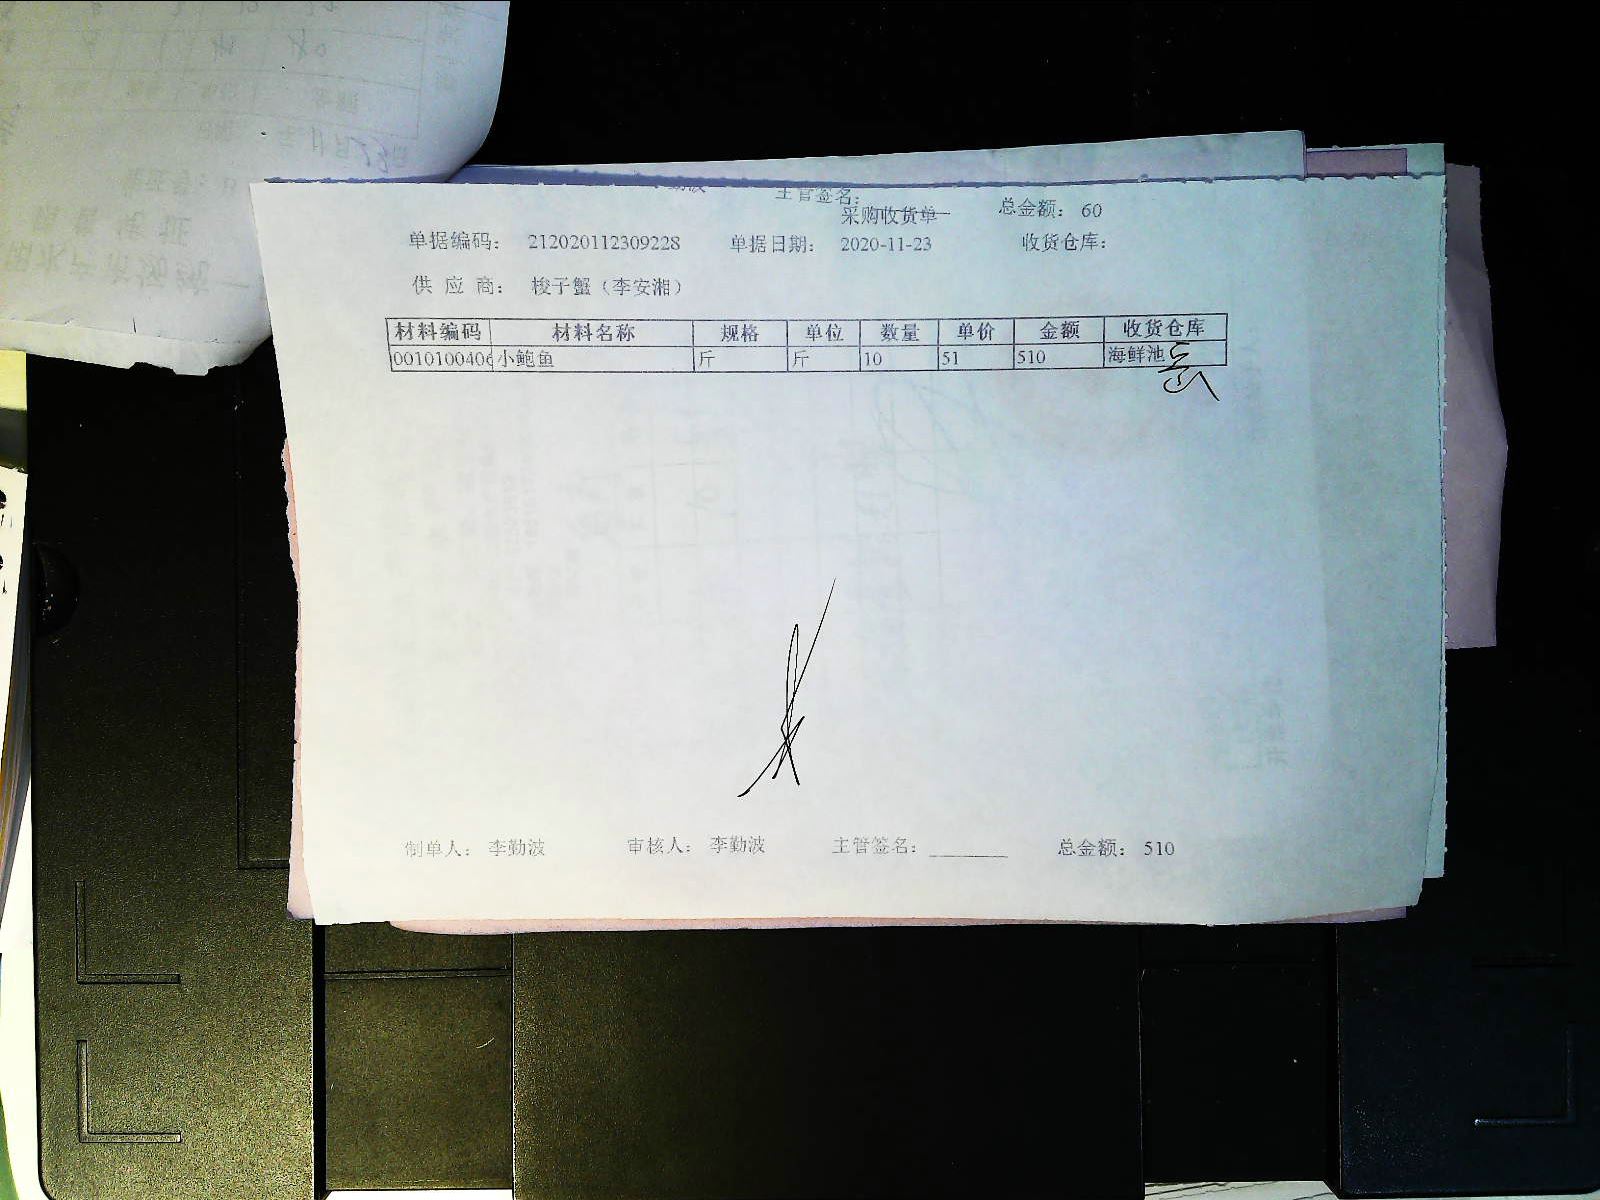 主管签名:
总金额: 60
采购收货单
单据编码: 212020112309228 单据日期: 2020-11-23 收货仓库:
供应商: 梭子蟹（李安湘）
材料编码 材料名称 规格 单位 数量 单价 金额 收货仓库
0010100406 小鲍鱼 斤 斤 10 51 510 海鲜池
制单人: 李勤波 审核人: 李勤波 主管签名: 总金额: 510